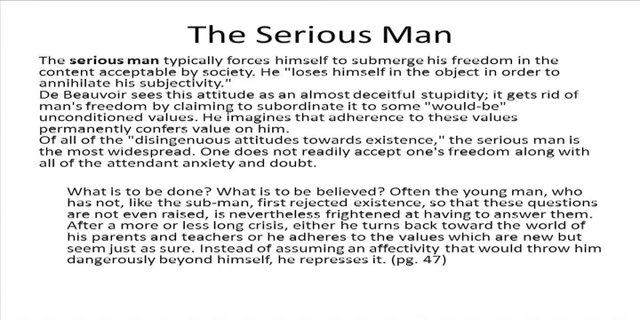 The Serious Man
The serious man typically forces himself to submerge his freedom in the
content acceptable by society. He "loses himself in the object in order to
annihilate his subjectivity."
De Beauvoir sees this attitude as an almost deceitful stupidity; it gets rid of
man's freedom by claiming to subordinate it to some "would-be"
unconditioned values. He imagines that adherence to these values
permanently confers value on him.
Of all of the "disingenuous attitudes towards existence," the serious man is
the most widespread. One does not readily accept one's freedom along with
all of the attendant anxiety and doubt.
What is to be done? What is to be believed? Often the young man, who
has not, like the sub-man, first rejected existence, so that these questions
are not even raised, is nevertheless frightened at having to answer them.
After a more or less long crisis, either he turns back toward the world of
his parents and teachers or he adheres to the values which are new but
seem just as sure. Instead of assuming an affectivity that would throw him
dangerously beyond himself, he represses it. (pg. 47)